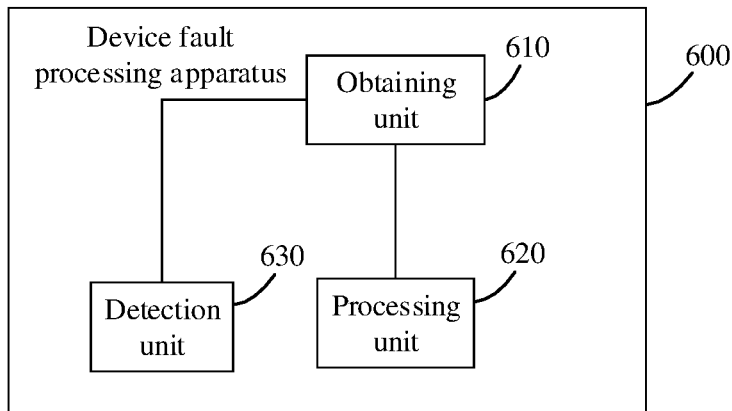 Device fault
processing apparatus
610
600
Obtaining
unit
630
620
Detection
unit
Processing
unit